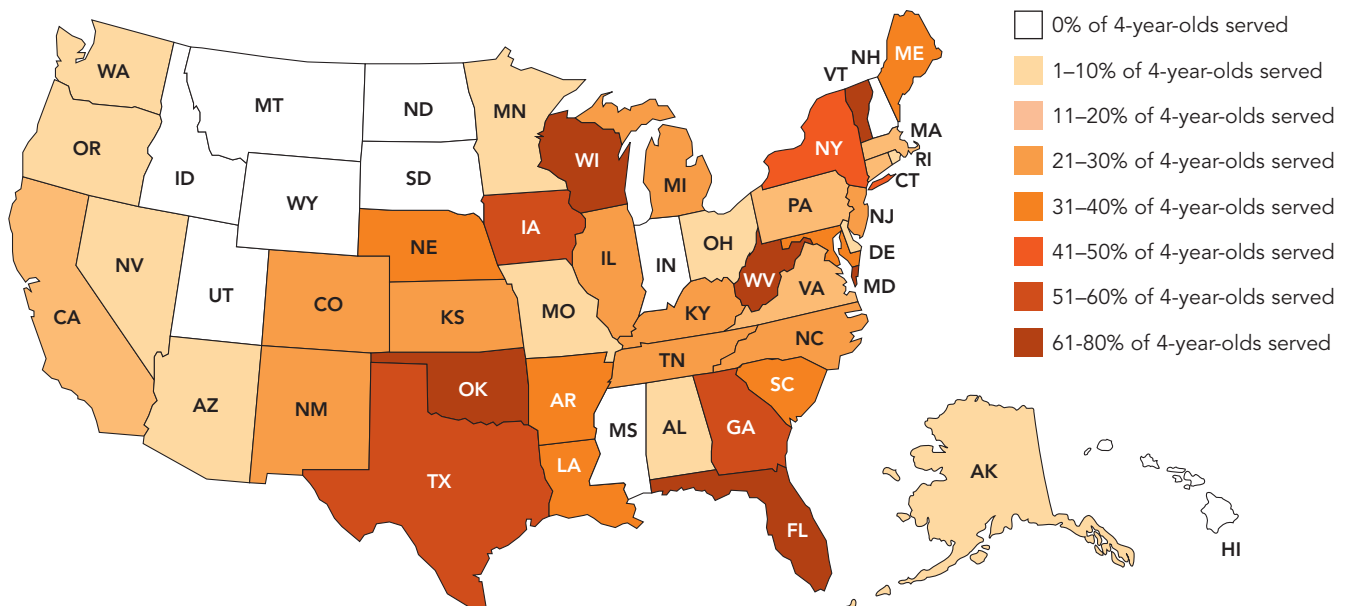 0% of 4-year-olds served
1–10% of 4-year-olds served
11–20% of 4-year-olds served
21–30% of 4-year-olds served
31–40% of 4-year-olds served
41–50% of 4-year-olds served
51–60% of 4-year-olds served
61-80% of 4-year-olds served
WA
MT
ND
MN
OR
ID
SD
WY
WI
MI
VT
NH
ME
NY
MA
RI
CT
NV
UT
NE
IA
IL
IN
OH
PA
NJ
DE
MD
CA
CO
KS
MO
KY
WV
VA
AZ
NM
OK
AR
TN
NC
SC
TX
LA
MS
AL
GA
FL
AK
HI